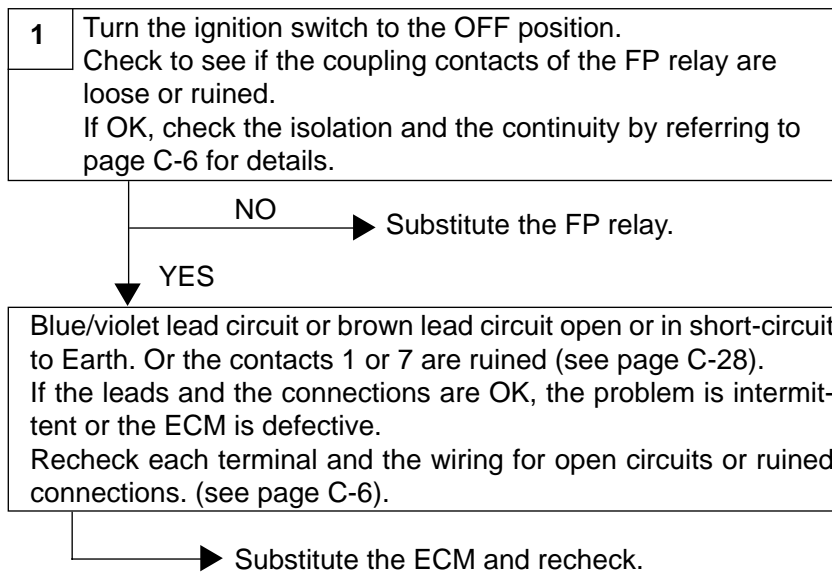 1
Turn the ignition switch to the OFF position.
Check to see if the coupling contacts of the FP relay are
loose or ruined.
If OK, check the isolation and the continuity by referring to
page C-6 for details.
NO
Substitute the FP relay.
YES
Blue/violet lead circuit or brown lead circuit open or in short-circuit
to Earth. Or the contacts 1 or 7 are ruined (see page C-28).
If the leads and the connections are OK, the problem is intermit-
tent or the ECM is defective.
Recheck each terminal and the wiring for open circuits or ruined
connections. (see page C-6).
Substitute the ECM and recheck.